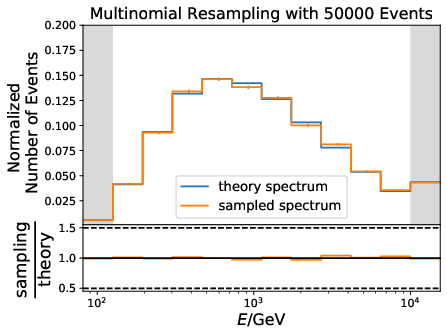 Multinomial Resampling with 50000 Events
0.200
0.175
0.150
0.125
0.100
0.075
0.050
0.025
Normalized
Number of Events
theory spectrum
sampled spectrum
1.5
1.0
0.5
sampling
theory
10²
10³
10⁴
E/GeV